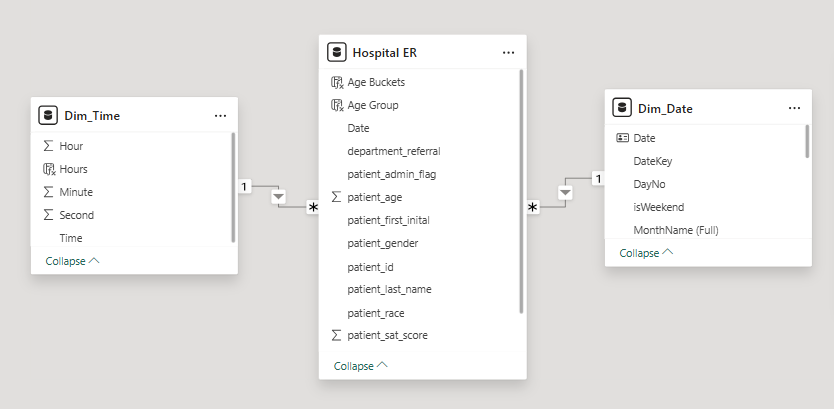 Dim_Time
Hour
Hours
Minute
Second
Time
Collapse
1
*
Hospital ER
Age Buckets
Age Group
Date
department_referral
patient_admin_flag
patient_age
patient_first_inital
patient_gender
patient_id
patient_last_name
patient_race
patient_sat_score
Collapse
*
1
Dim_Date
Date
DateKey
DayNo
isWeekend
MonthName (Full)
Collapse